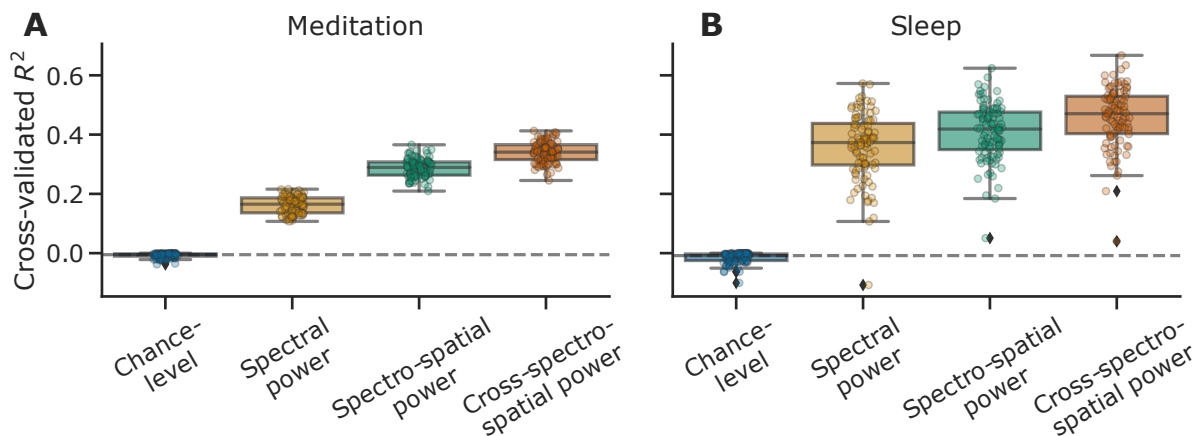 A
Meditation
Cross-validated R²
0.6
0.4
0.2
0.0
Chance-
level
Spectral
power
Spectro-spatial
power
Cross-spectro-
spatial power
B
Sleep
Chance-
level
Spectral
power
Spectro-spatial
power
Cross-spectro-
spatial power